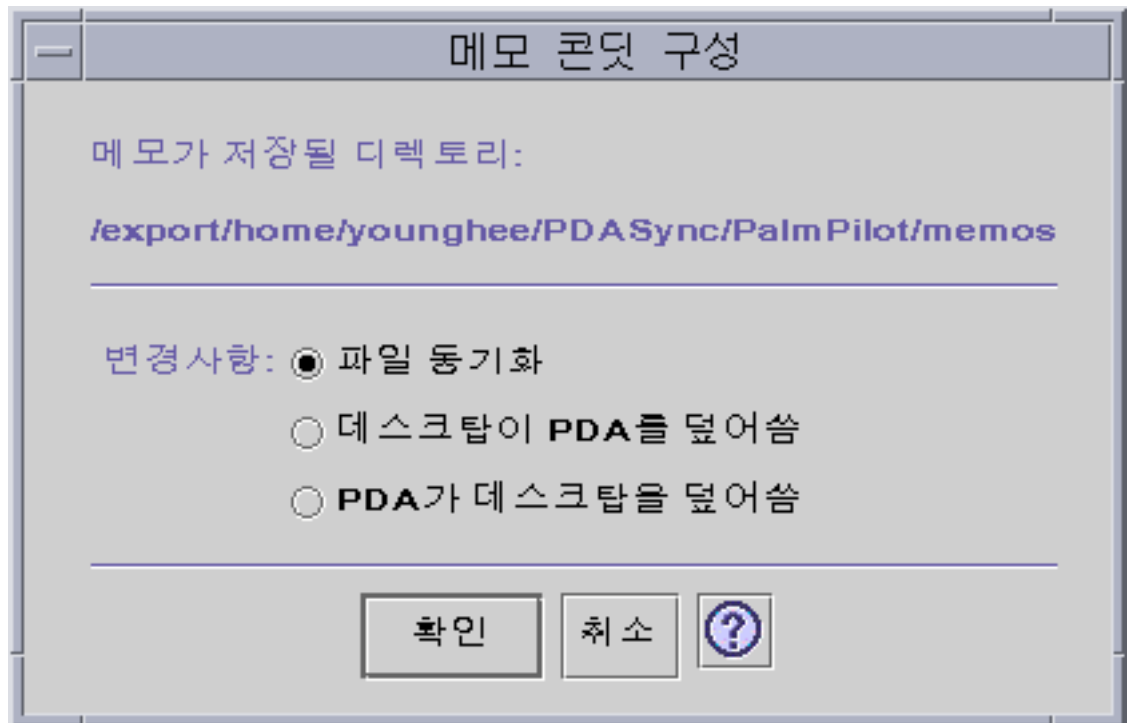 메모 콘딧 구성
메모가 저장될 디렉토리:
/export/home/younghee/PDASync/PalmPilot/memos
변경사항: 파일 동기화
데스크탑이 PDA를 덮어씀
PDA가 데스크탑을 덮어씀
확인 취소 ?